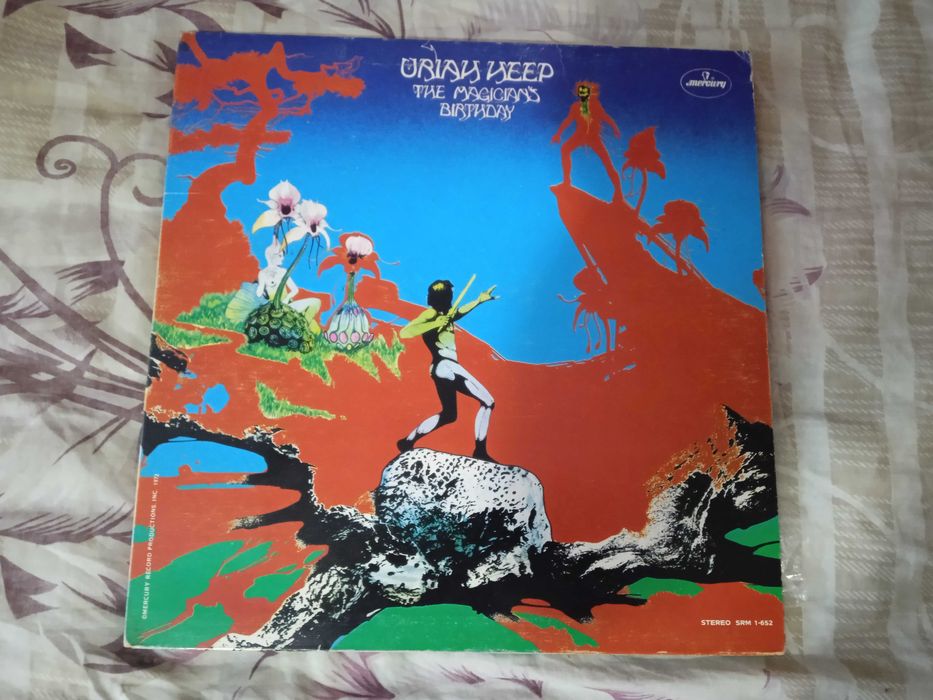 URIAH HEEP
THE MAGICIAN'S
BIRTHDAY
mercury
©MERCURY RECORD PRODUCTIONS INC. 1972
STEREO SRM 1-652